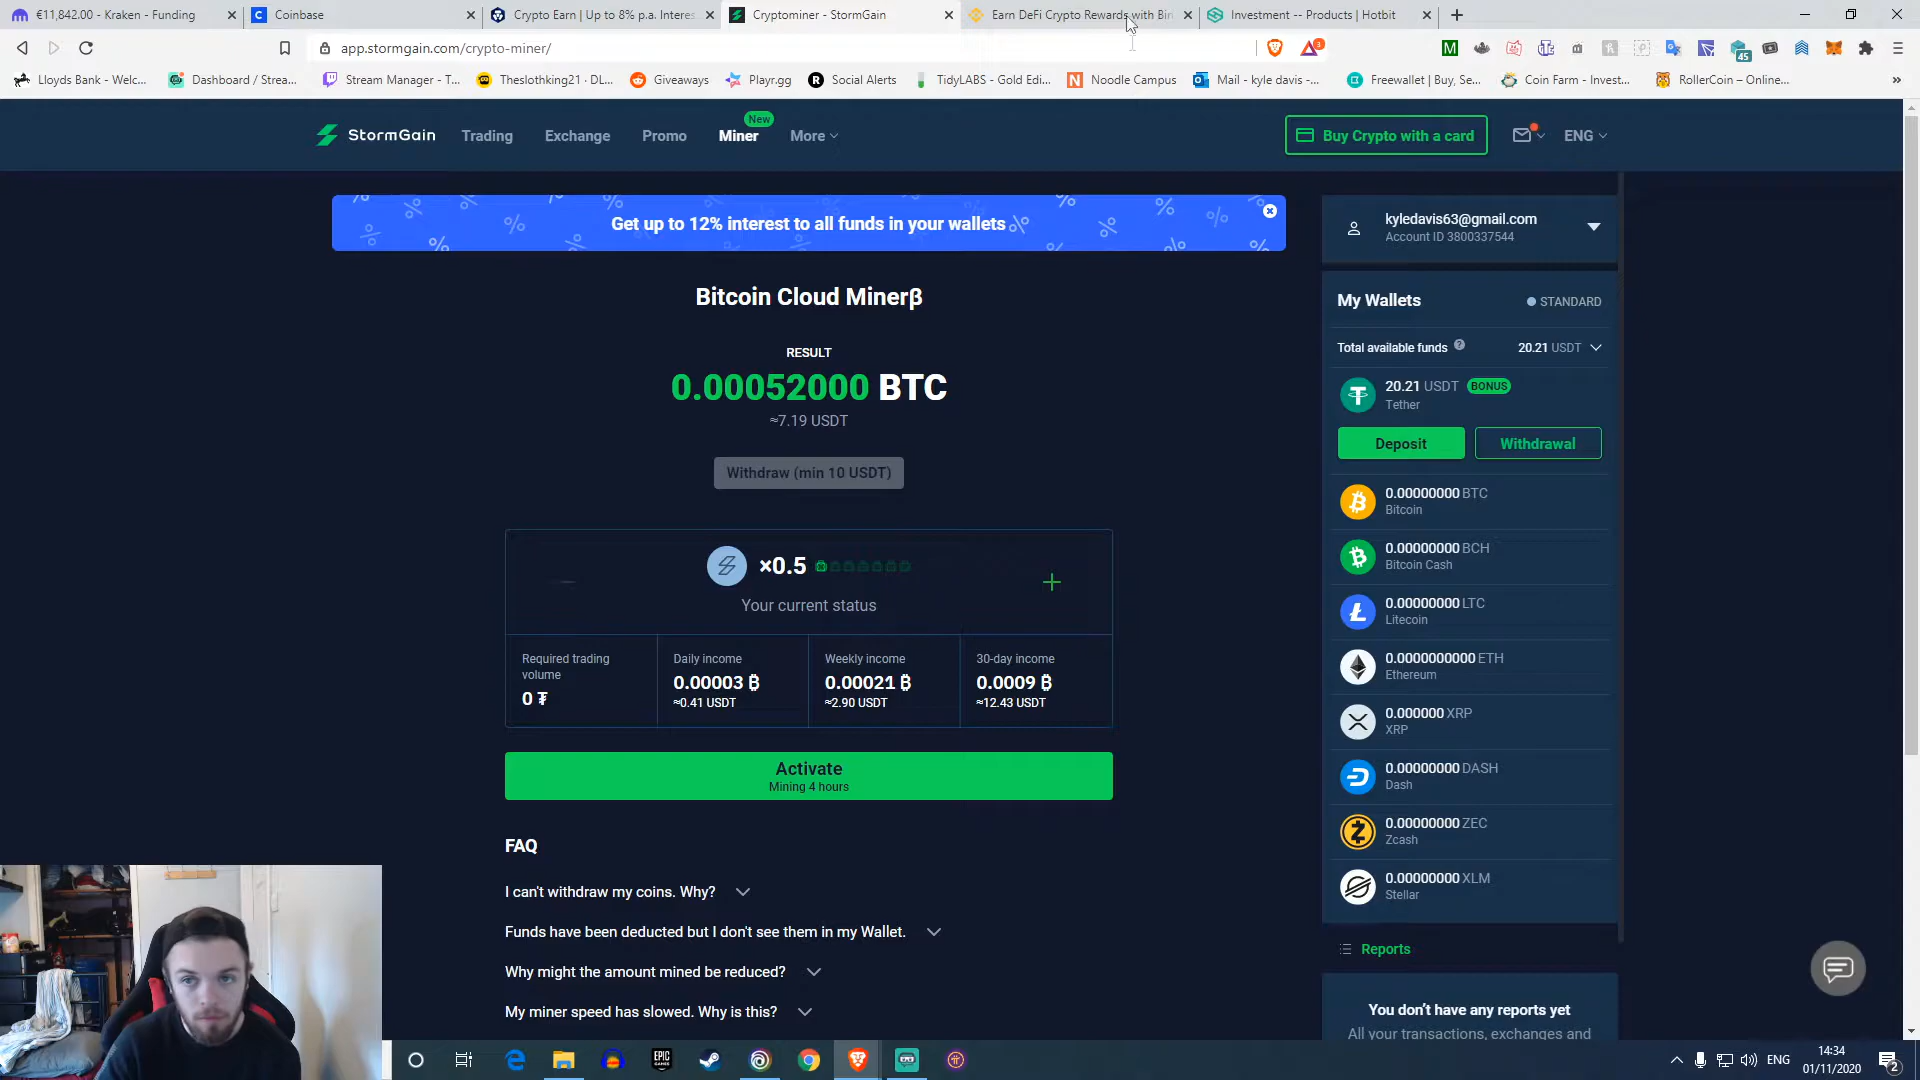 €11,842.00 - Kraken - Funding
Coinbase
Crypto Earn | Up to 8% p.a. Interes
Cryptominer - StormGain
Earn DeFi Crypto Rewards with Bin
Investment -- Products | Hotbit
app.stormgain.com/crypto-miner/
3
45
Lloyds Bank - Welc...
Dashboard / Strea...
Stream Manager - T...
Theslothking21 · DL...
Giveaways
Playr.gg
Social Alerts
TidyLABS - Gold Edi...
Noodle Campus
Mail - kyle davis -...
Freewallet | Buy, Se...
Coin Farm - Invest...
RollerCoin – Online...
StormGain
Trading
Exchange
Promo
Miner
New
More
Buy Crypto with a card
ENG
Get up to 12% interest to all funds in your wallets
kyledavis63@gmail.com
Account ID 3800337544
Bitcoin Cloud Minerβ
RESULT
0.00052000 BTC
≈7.19 USDT
Withdraw (min 10 USDT)
×0.5
Your current status
Required trading volume
0 ₮
Daily income
0.00003 ₿
≈0.41 USDT
Weekly income
0.00021 ₿
≈2.90 USDT
30-day income
0.0009 ₿
≈12.43 USDT
Activate
Mining 4 hours
FAQ
I can't withdraw my coins. Why?
Funds have been deducted but I don't see them in my Wallet.
Why might the amount mined be reduced?
My miner speed has slowed. Why is this?
My Wallets
STANDARD
Total available funds
20.21 USDT
20.21 USDT BONUS
Tether
Deposit
Withdrawal
0.00000000 BTC
Bitcoin
0.00000000 BCH
Bitcoin Cash
0.00000000 LTC
Litecoin
0.0000000000 ETH
Ethereum
0.000000 XRP
XRP
0.00000000 DASH
Dash
0.00000000 ZEC
Zcash
0.00000000 XLM
Stellar
Reports
You don't have any reports yet
All your transactions, exchanges and
EPIC GAMES
ENG
14:34
01/11/2020
2